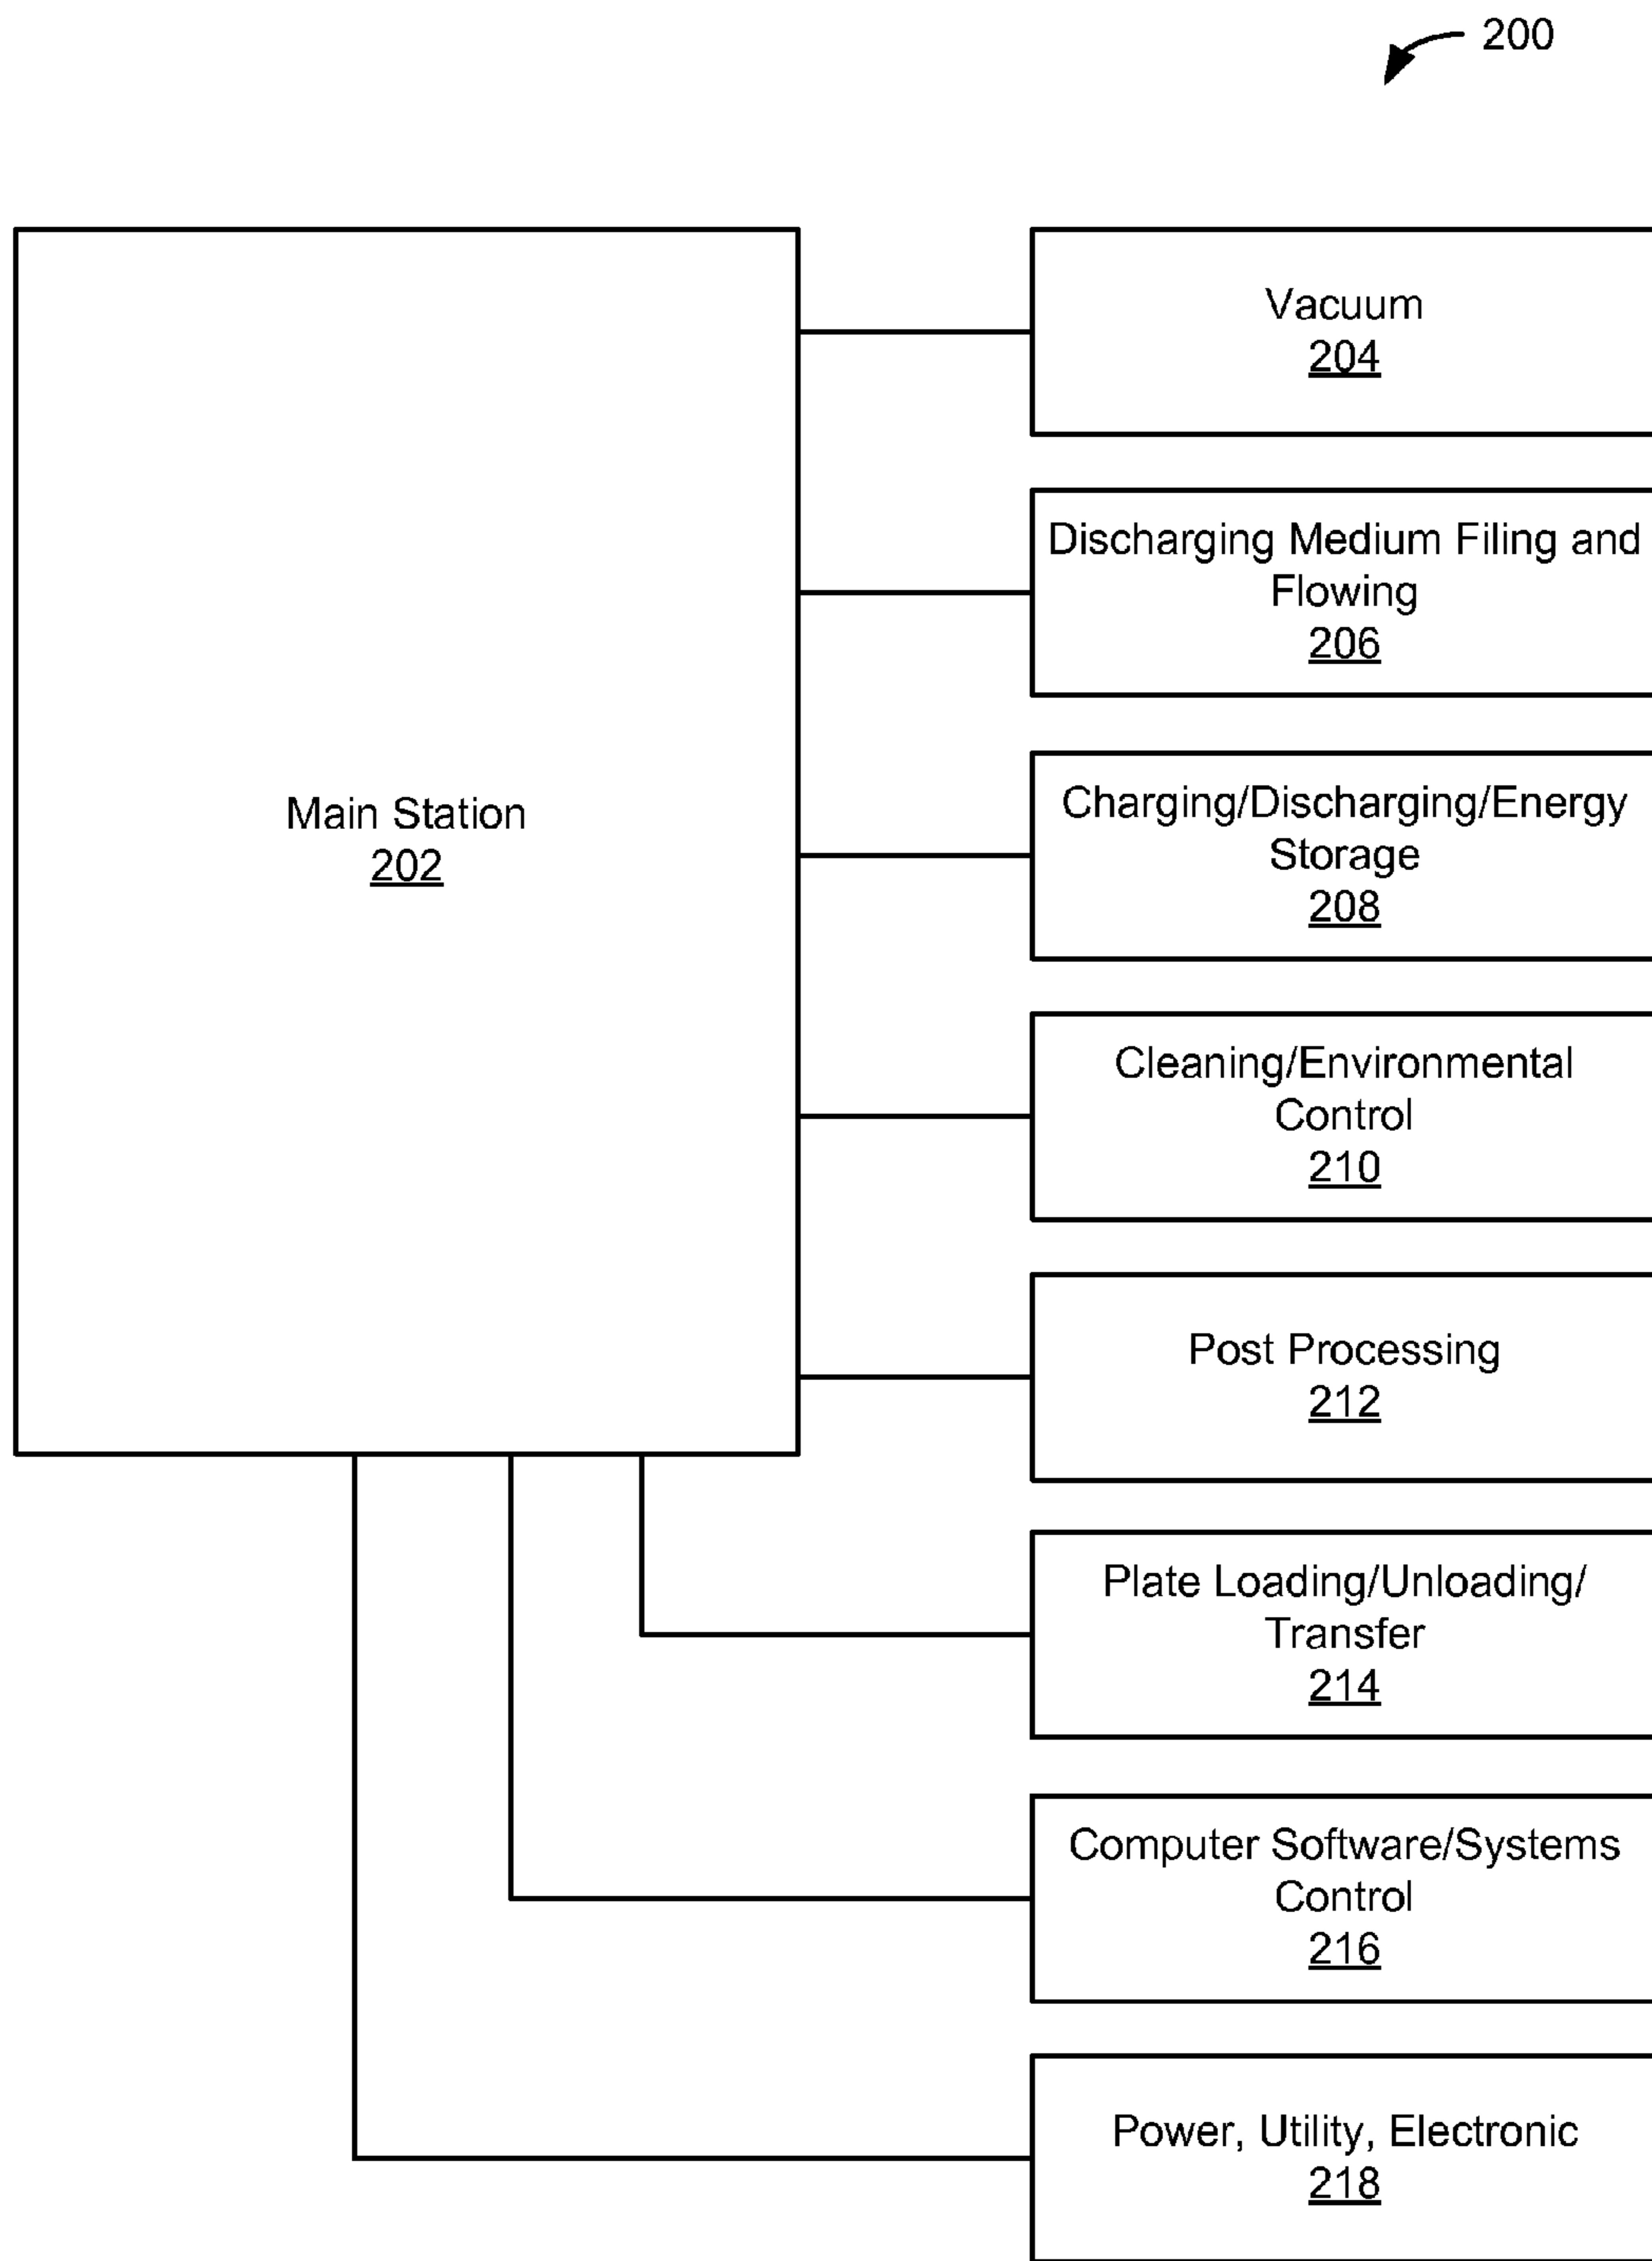 200
Vacuum
204
Discharging Medium Filing and
Flowing
206
Main Station
202
Charging/Discharging/Energy
Storage
208
Cleaning/Environmental
Control
210
Post Processing
212
Plate Loading/Unloading/
Transfer
214
Computer Software/Systems
Control
216
Power, Utility, Electronic
218